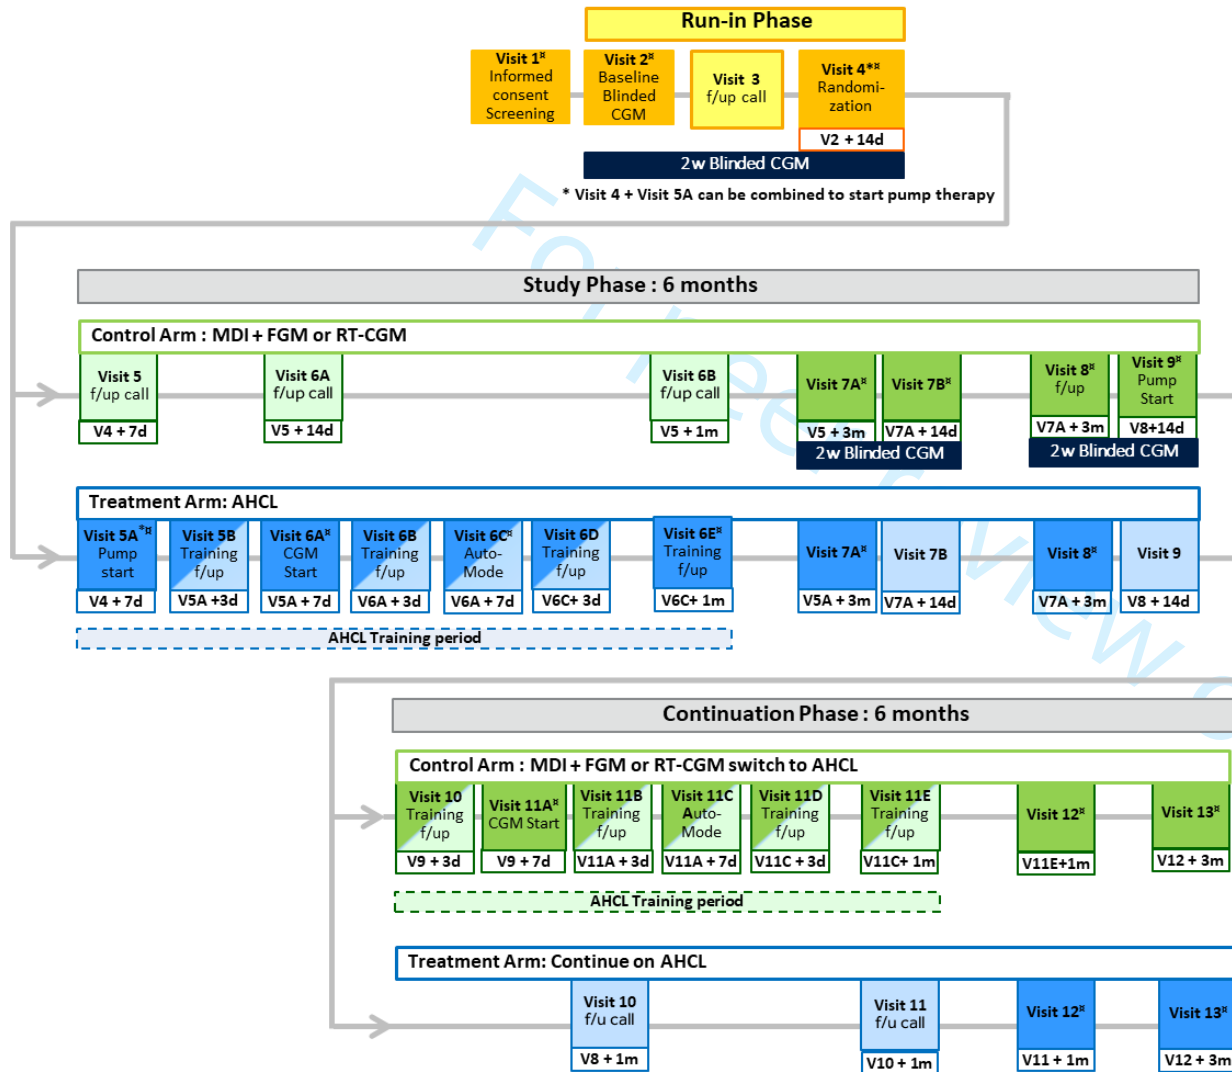 Run-in Phase
Visit 1¤
Informed
consent
Screening
Visit 2¤
Baseline
Blinded
CGM
Visit 3
f/up call
Visit 4*¤
Randomi-
zation
V2 + 14d
2w Blinded CGM
* Visit 4 + Visit 5A can be combined to start pump therapy
Study Phase : 6 months
Control Arm : MDI + FGM or RT-CGM
Visit 5
f/up call
V4 + 7d
Visit 6A
f/up call
V5 + 14d
Visit 6B
f/up call
V5 + 1m
Visit 7A¤
V5 + 3m
Visit 7B¤
V7A + 14d
2w Blinded CGM
Visit 8¤
f/up
V7A + 3m
Visit 9¤
Pump
Start
V8+14d
2w Blinded CGM
Treatment Arm: AHCL
Visit 5A*¤
Pump
start
V4 + 7d
Visit 5B
Training
f/up
V5A +3d
Visit 6A¤
CGM
Start
V5A + 7d
Visit 6B
Training
f/up
V6A + 3d
Visit 6C¤
Auto-
Mode
V6A + 7d
Visit 6D
Training
f/up
V6C+ 3d
Visit 6E¤
Training
f/up
V6C+ 1m
Visit 7A¤
V5A + 3m
Visit 7B
V7A + 14d
Visit 8¤
V7A + 3m
Visit 9
V8 + 14d
AHCL Training period
Continuation Phase : 6 months
Control Arm : MDI + FGM or RT-CGM switch to AHCL
Visit 10
Training
f/up
V9 + 3d
Visit 11A¤
CGM Start
V9 + 7d
Visit 11B
Training
f/up
V11A + 3d
Visit 11C
Auto-
Mode
V11A + 7d
Visit 11D
Training
f/up
V11C + 3d
Visit 11E
Training
f/up
V11C+ 1m
Visit 12¤
V11E+1m
Visit 13¤
V12 + 3m
AHCL Training period
Treatment Arm: Continue on AHCL
Visit 10
f/u call
V8 + 1m
Visit 11
f/u call
V10 + 1m
Visit 12¤
V11 + 1m
Visit 13¤
V12 + 3m